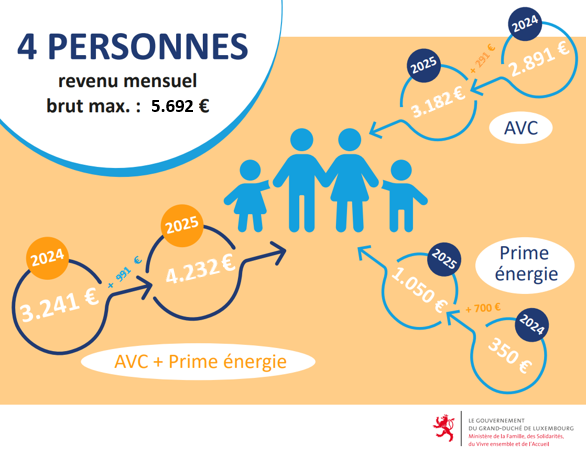 4 PERSONNES
revenu mensuel
brut max. : 5.692 €
2024
2.891 €
+ 291 €
2025
3.182 €
AVC
2024
3.241 €
+ 991 €
2025
4.232 €
AVC + Prime énergie
Prime
énergie
2025
1.050 €
+ 700 €
2024
350 €
LE GOUVERNEMENT
DU GRAND-DUCHÉ DE LUXEMBOURG
Ministère de la Famille, des Solidarités,
du Vivre ensemble et de l'Accueil